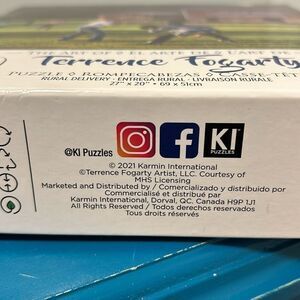 THE ART OF • EL ARTE DE • L'ART DE
Terrence Fogarty
PUZZLE • ROMPECABEZAS • CASSE-TÊT
RURAL DELIVERY - ENTREGA RURAL - LIVRAISON RURALE
27" x 20" • 69 x 51cm
@KI Puzzles
KI
PUZZLES
© 2021 Karmin International
©Terrence Fogarty Artist, LLC. Courtesy of
MHS Licensing
Marketed and Distributed by / Comercializado y distribuido por
Commercialisé et distribué par
Karmin International, Dorval, QC. Canada H9P 1J1
All Rights Reserved / Todos derechos reservados
Tous droits réservés